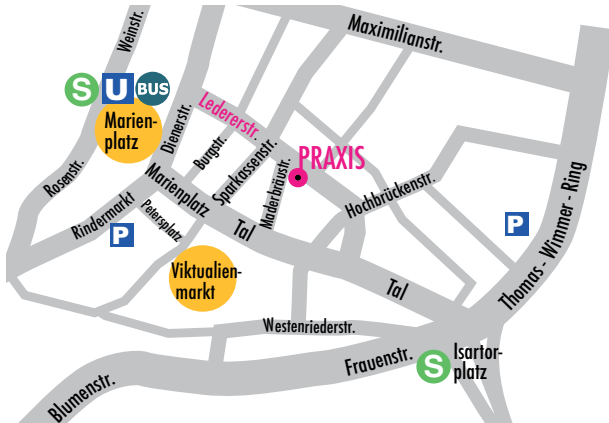 Weinstr.
Maximilianstr.
S
U
BUS
Marien-
platz
Dienerstr.
Ledererstr.
Burgstr.
Sparkassenstr.
Maderbräustr.
PRAXIS
Rosenstr.
Marienplatz
Hochbrückenstr.
Rindermarkt
Petersplatz
P
Tal
P
Thomas - Wimmer - Ring
Viktualien-
markt
Tal
Westenriederstr.
Frauenstr.
S
Isartor-
platz
Blumenstr.